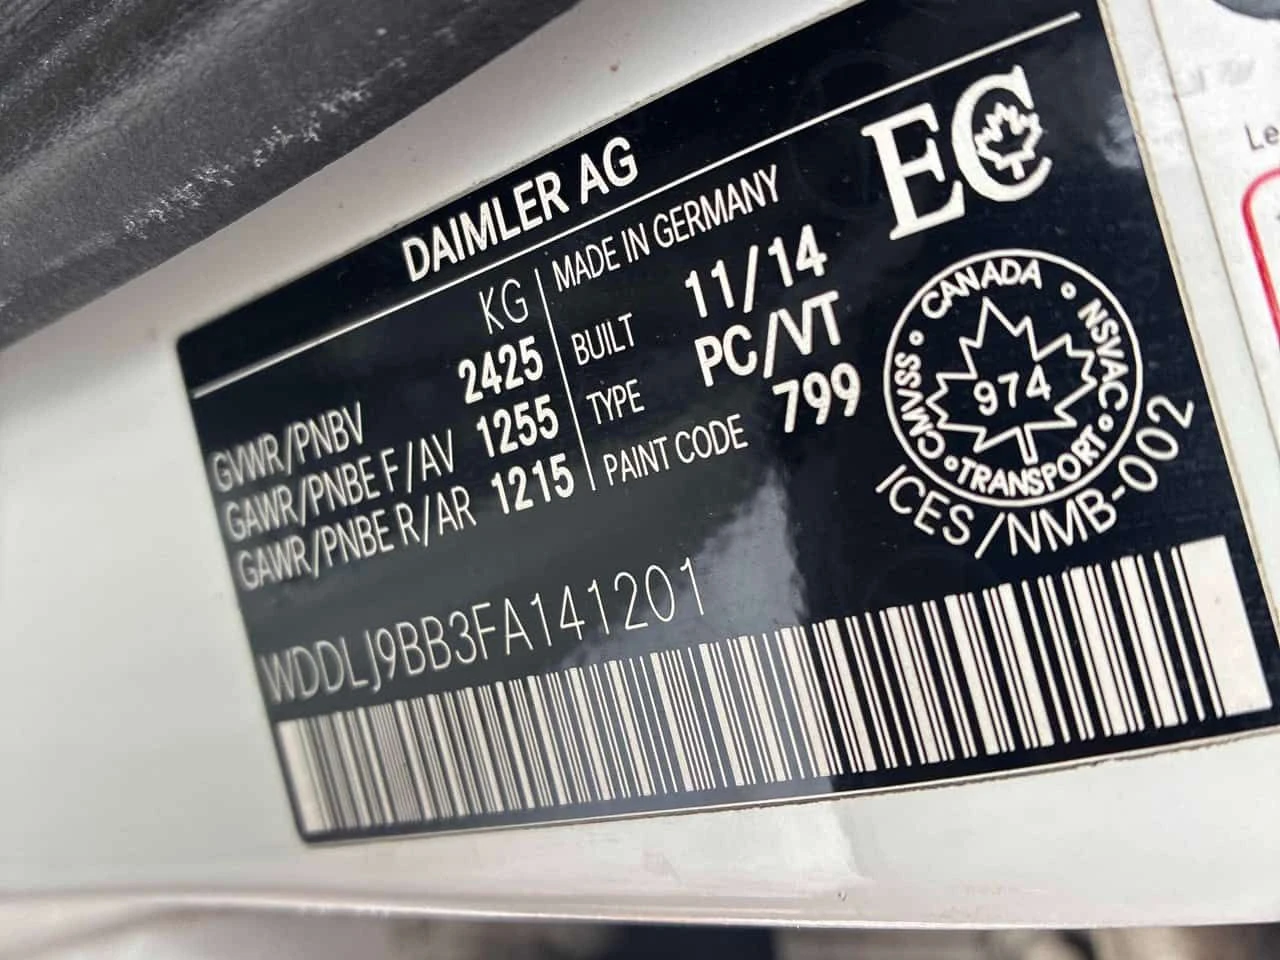 DAIMLER AG
EC
KG
MADE IN GERMANY
GVWR/PNBV 2425
BUILT 11/14
GAWR/PNBE F/AV 1255
TYPE PC/VT
GAWR/PNBE R/AR 1215
PAINT CODE 799
CANADA • NSVAC • TRANSPORT • CMVSS •
974
ICES/NMB-002
WDDLJ9BB3FA141201
Le